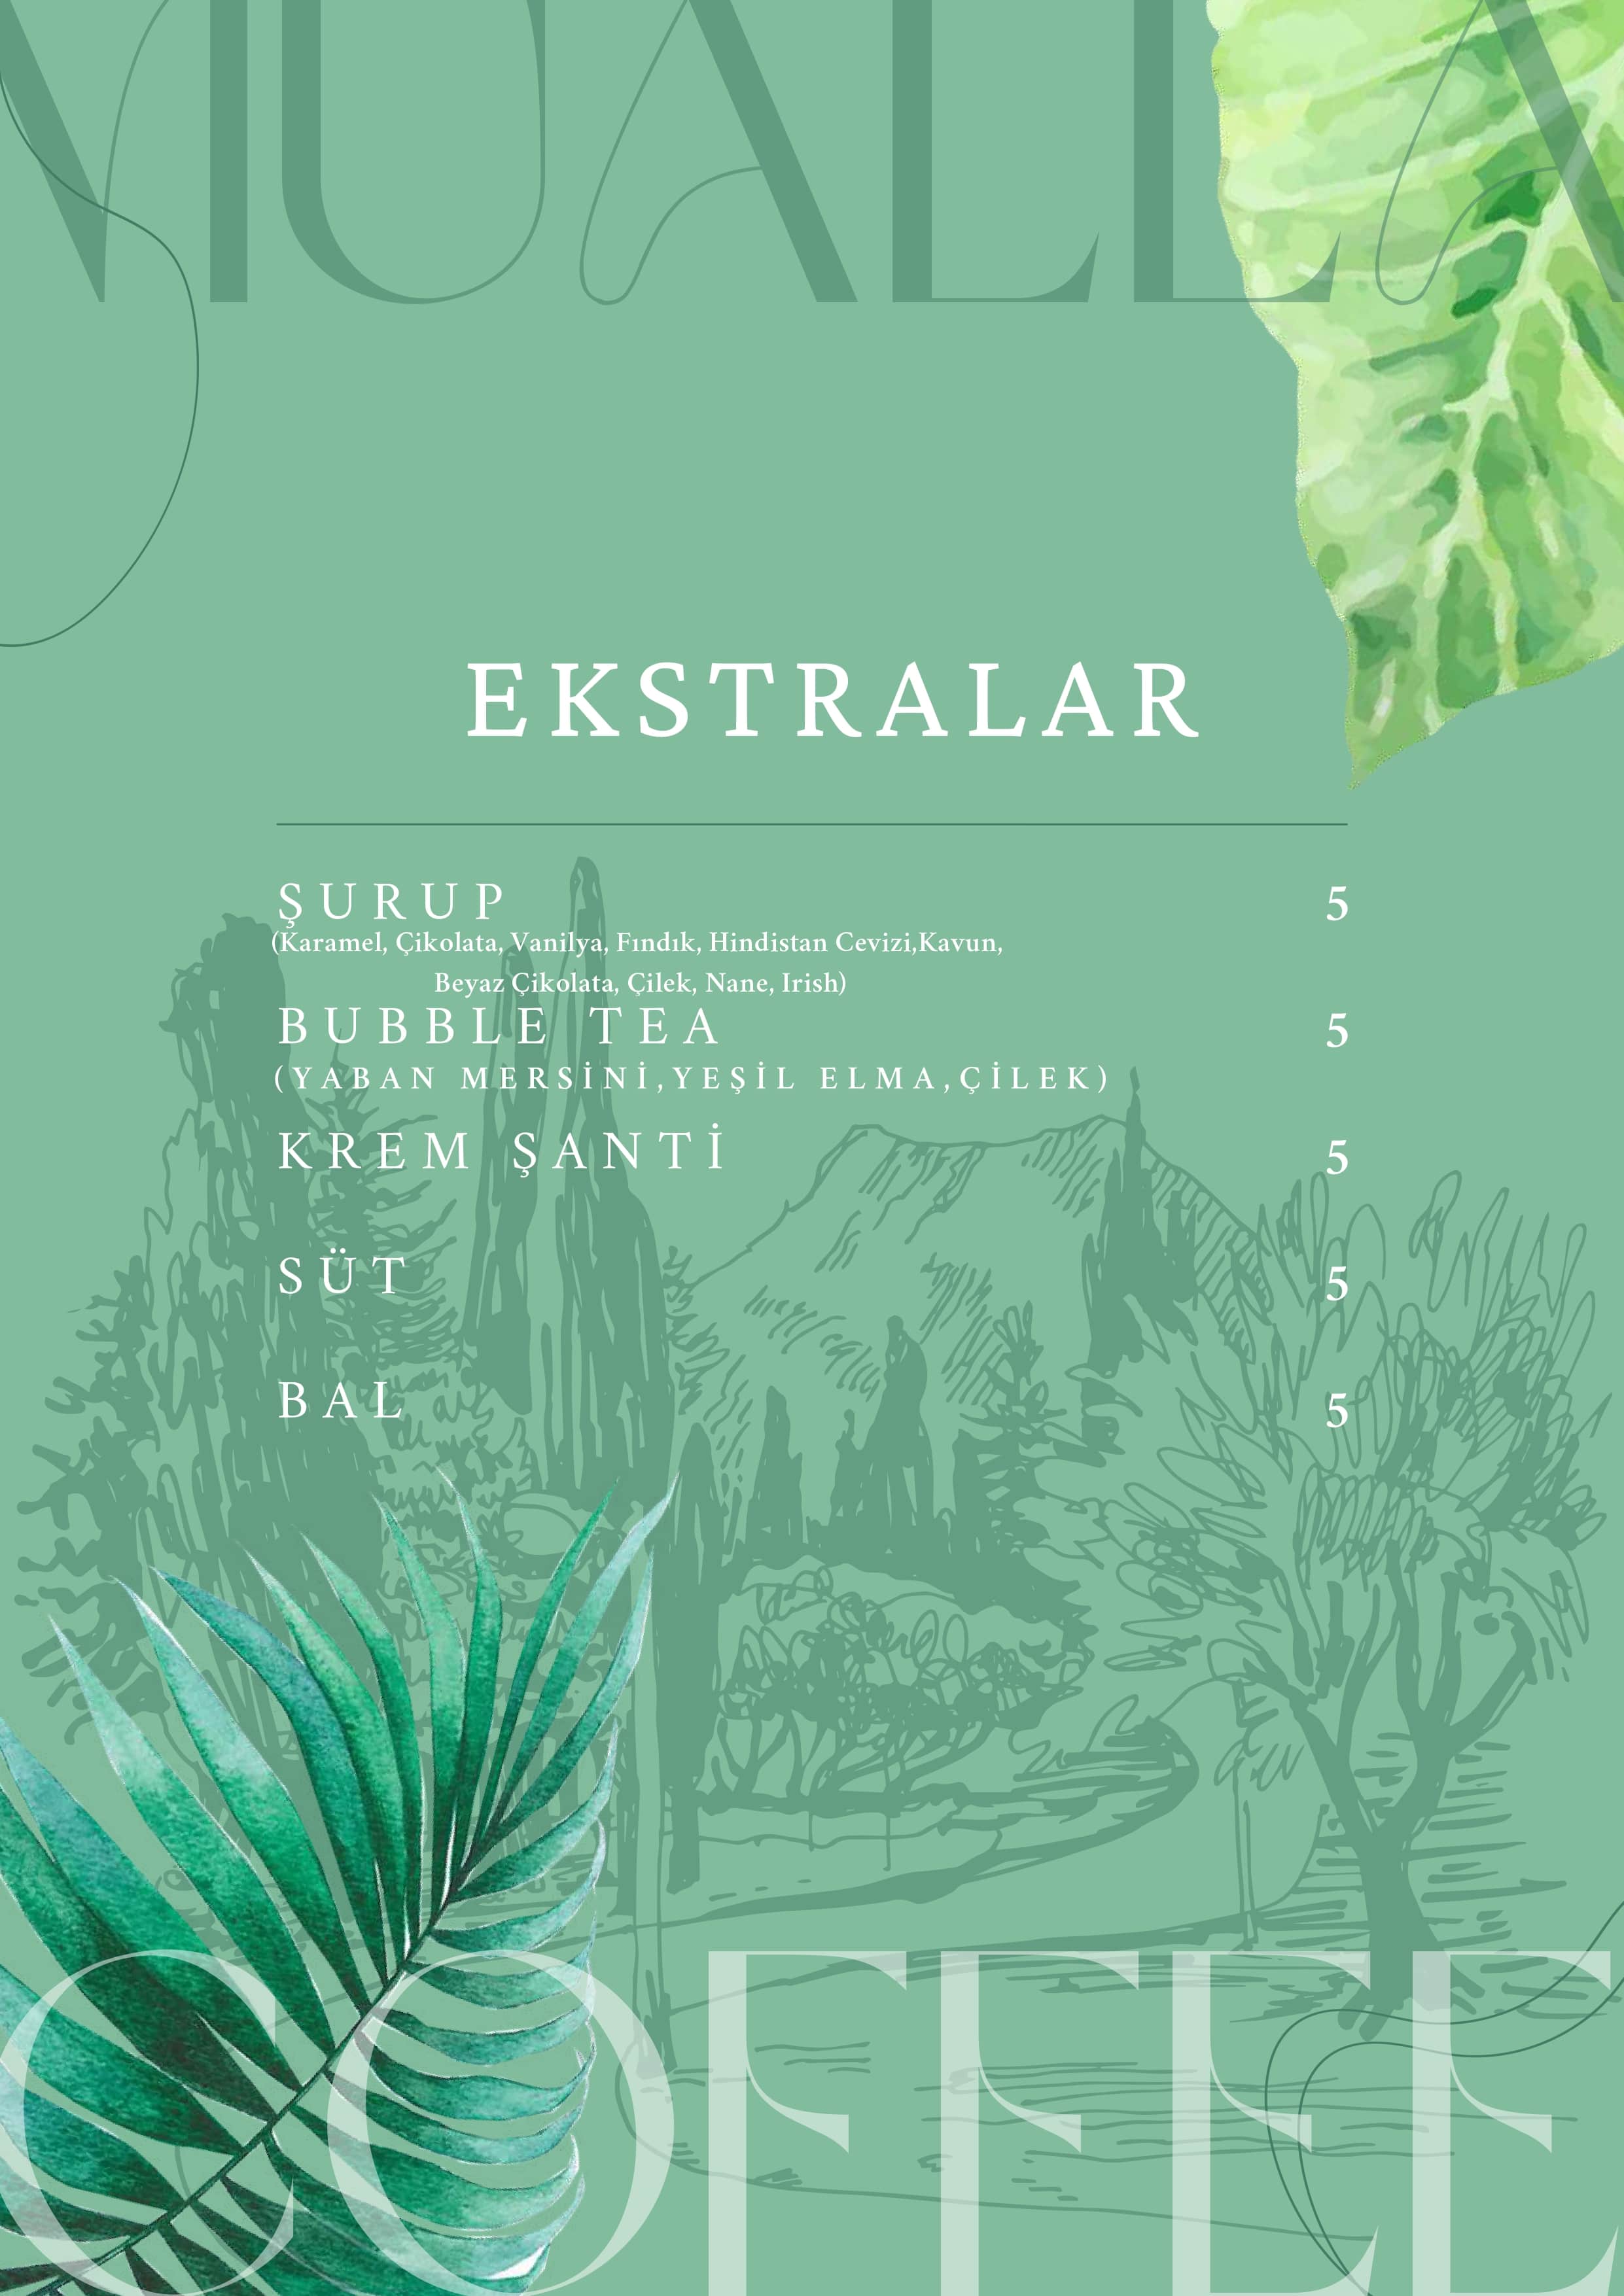 MUALLA
EKSTRALAR
ŞURUP 5
(Karamel, Çikolata, Vanilya, Fındık, Hindistan Cevizi,Kavun,
Beyaz Çikolata, Çilek, Nane, Irish)
BUBBLE TEA 5
(YABAN MERSİNİ,YEŞİL ELMA,ÇİLEK)
KREM ŞANTİ 5
SÜT 5
BAL 5
COFFEE